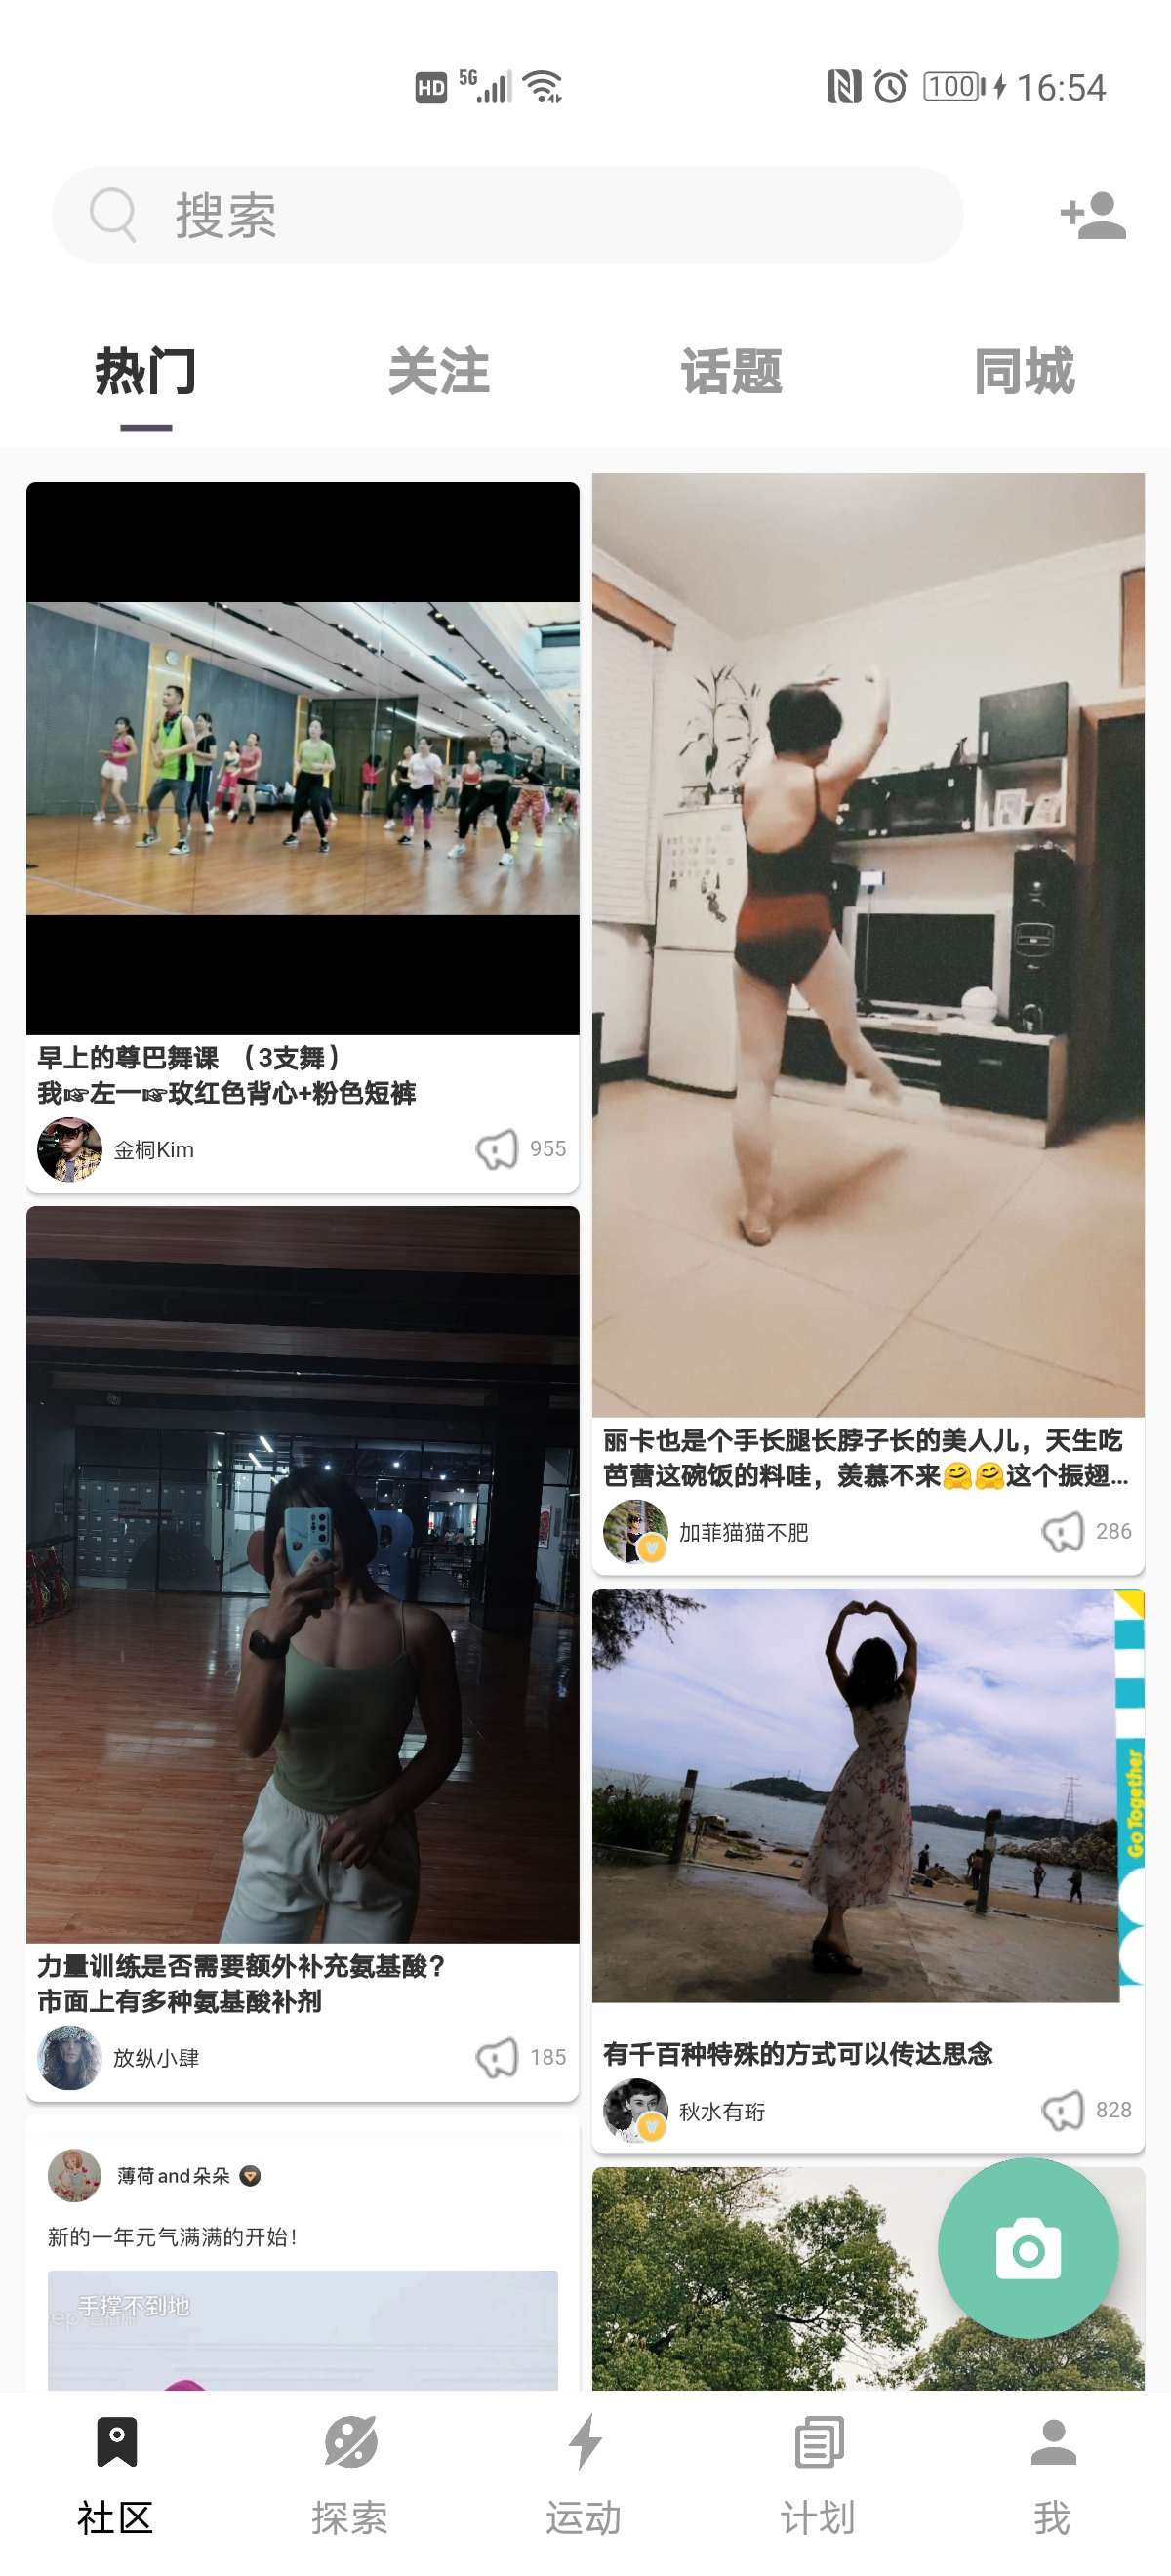 HD 5G 100 16:54
搜索
热门 关注 话题 同城
早上的尊巴舞课 （3支舞）
我☞左一☞玫红色背心+粉色短裤
金桐Kim 955
丽卡也是个手长腿长脖子长的美人儿，天生吃
芭蕾这碗饭的料哇，羡慕不来🤗🤗这个振翅...
加菲猫猫不肥 286
力量训练是否需要额外补充氨基酸？
市面上有多种氨基酸补剂
放纵小肆 185
Go Together
有千百种特殊的方式可以传达思念
秋水有珩 828
薄荷and朵朵
新的一年元气满满的开始！
手撑不到地
社区 探索 运动 计划 我